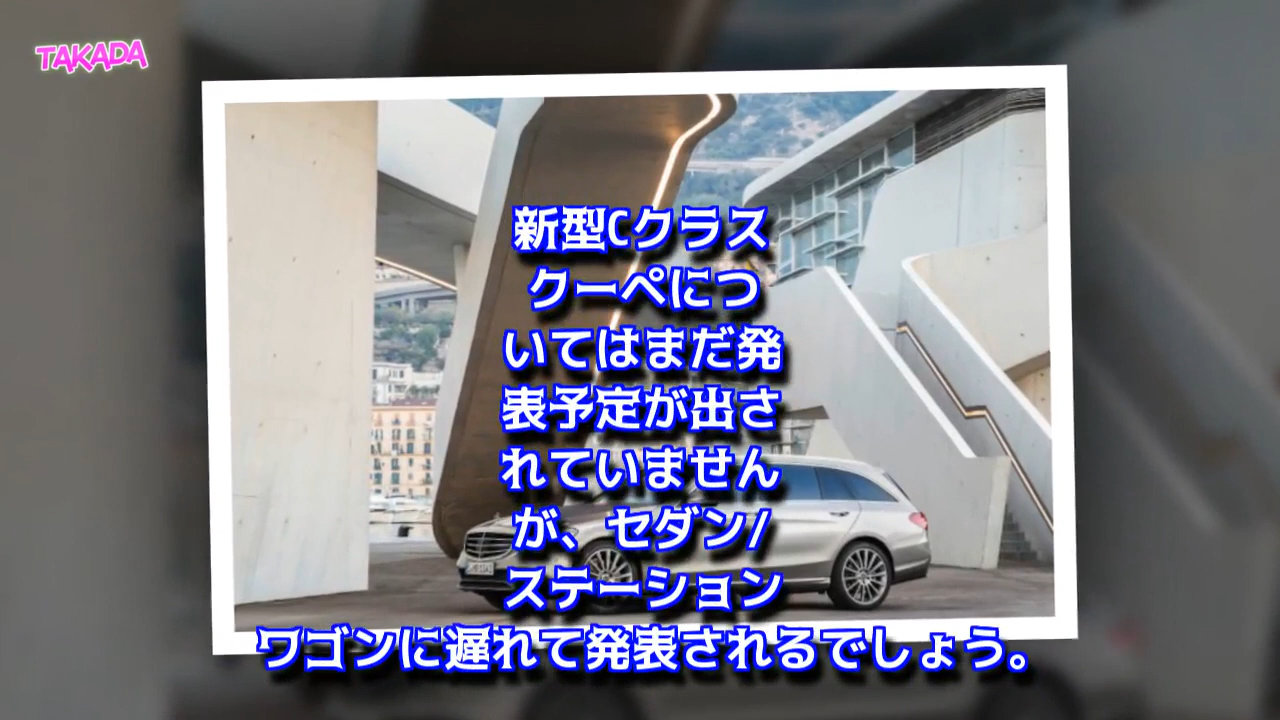 TAKADA
新型Cクラス
クーペにつ
いてはまだ発
表予定が出さ
れていません
が、セダン/
ステーション
ワゴンに遅れて発表されるでしょう。